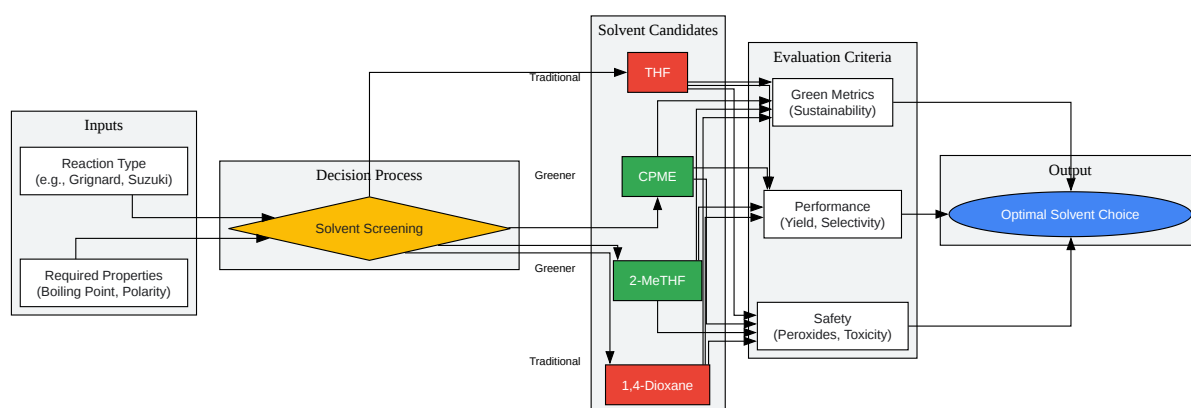 Inputs
Reaction Type
(e.g., Grignard, Suzuki)
Required Properties
(Boiling Point, Polarity)
Decision Process
Solvent Screening
Traditional
Greener
Greener
Traditional
Solvent Candidates
THF
CPME
2-MeTHF
1,4-Dioxane
Evaluation Criteria
Green Metrics
(Sustainability)
Performance
(Yield, Selectivity)
Safety
(Peroxides, Toxicity)
Output
Optimal Solvent Choice